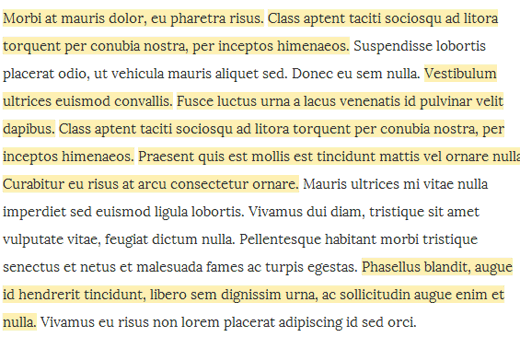 Morbi at mauris dolor, eu pharetra risus. Class aptent taciti sociosqu ad litora
torquent per conubia nostra, per inceptos himenaeos. Suspendisse lobortis
placerat odio, ut vehicula mauris aliquet sed. Donec eu sem nulla. Vestibulum
ultrices euismod convallis. Fusce luctus urna a lacus venenatis id pulvinar velit
dapibus. Class aptent taciti sociosqu ad litora torquent per conubia nostra, per
inceptos himenaeos. Praesent quis est mollis est tincidunt mattis vel ornare nulla
Curabitur eu risus at arcu consectetur ornare. Mauris ultrices mi vitae nulla
imperdiet sed euismod ligula lobortis. Vivamus dui diam, tristique sit amet
vulputate vitae, feugiat dictum nulla. Pellentesque habitant morbi tristique
senectus et netus et malesuada fames ac turpis egestas. Phasellus blandit, augue
id hendrerit tincidunt, libero sem dignissim urna, ac sollicitudin augue enim et
nulla. Vivamus eu risus non lorem placerat adipiscing id sed orci.